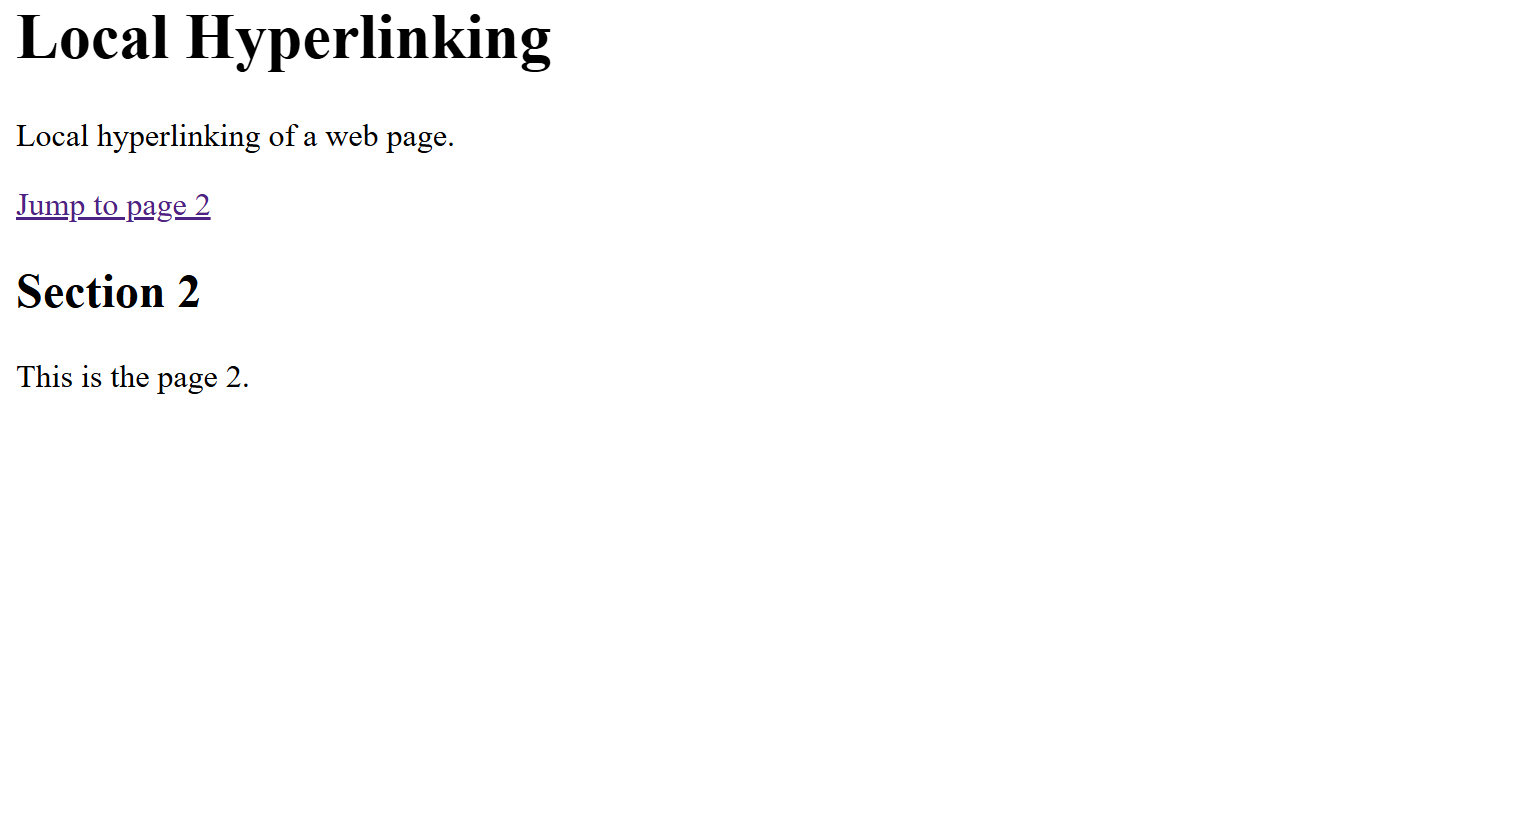 Local Hyperlinking
Local hyperlinking of a web page.
Jump to page 2
Section 2
This is the page 2.